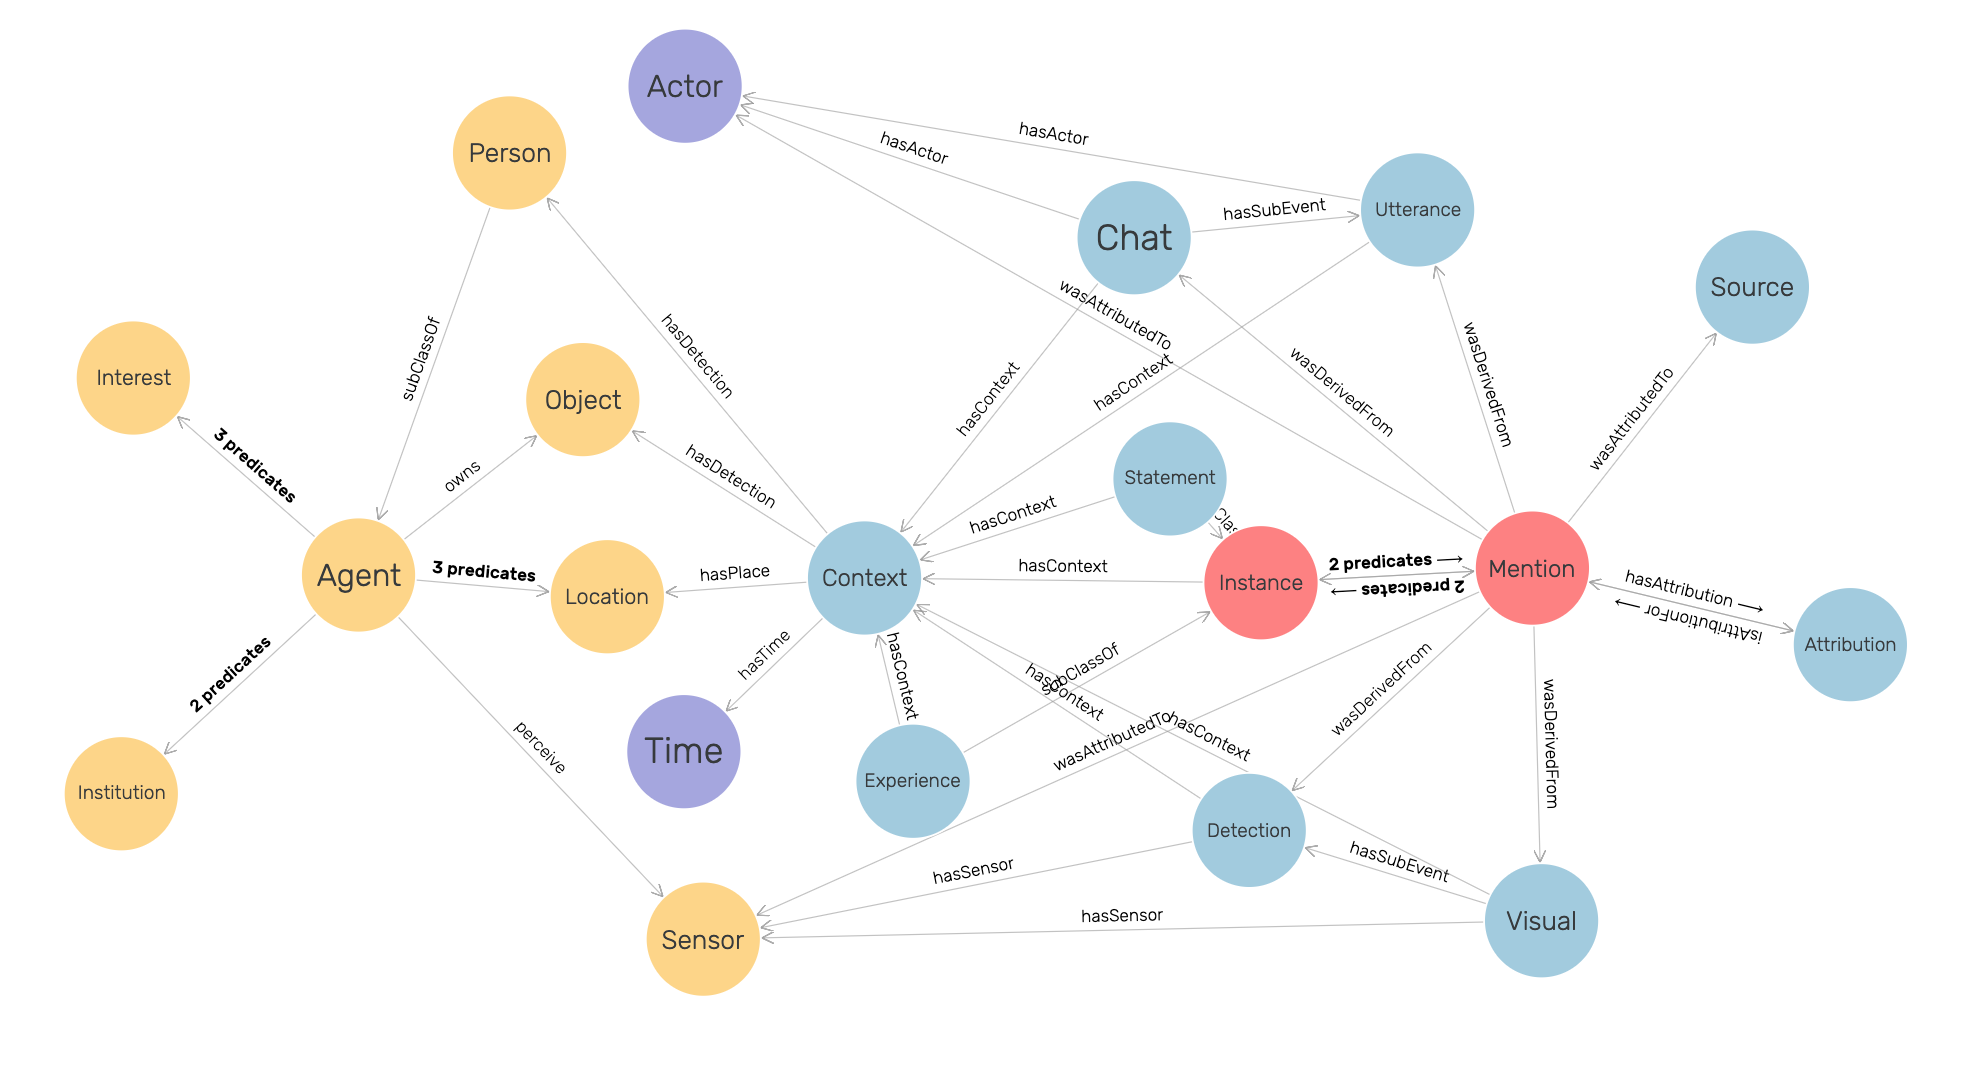 Actor
Person
hasActor
hasActor
Utterance
hasSubEvent
Chat
Source
wasAttributedTo
wasDerivedFrom
wasDerivedFrom
wasAttributedTo
subClassOf
hasDetection
Interest
Object
hasContext
hasContext
3 predicates
owns
hasDetection
Statement
hasContext
Agent
3 predicates
Location
hasPlace
Context
hasContext
Instance
2 predicates ⟶
2 predicates ⟶
Mention
hasAttribution ⟶
isAttributionFor ⟶
Attribution
2 predicates
hasTime
hasContext
subClassOf
hasContext
wasDerivedFrom
wasDerivedFrom
wasAttributedTo
hasContext
Time
perceive
Institution
Experience
Detection
hasSubEvent
hasSensor
hasSensor
Visual
Sensor